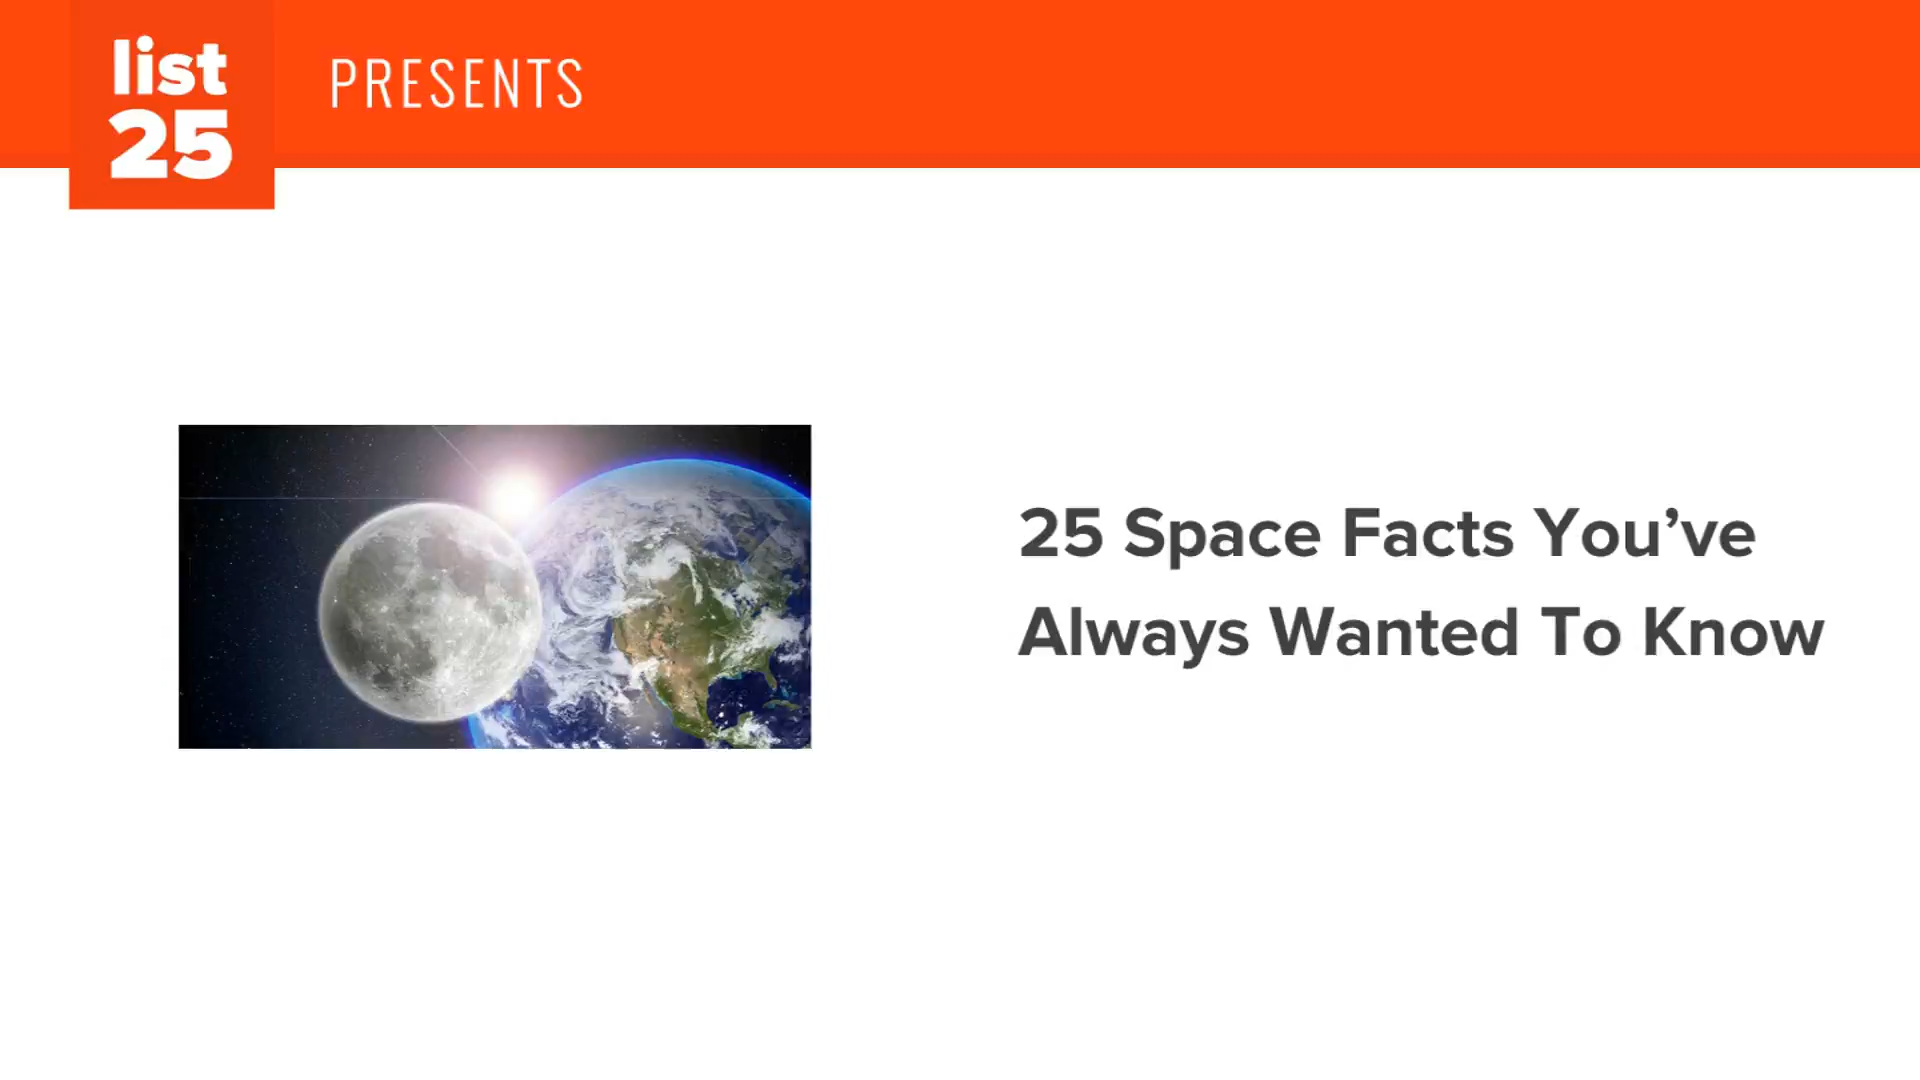 list
25
PRESENTS
25 Space Facts You’ve
Always Wanted To Know